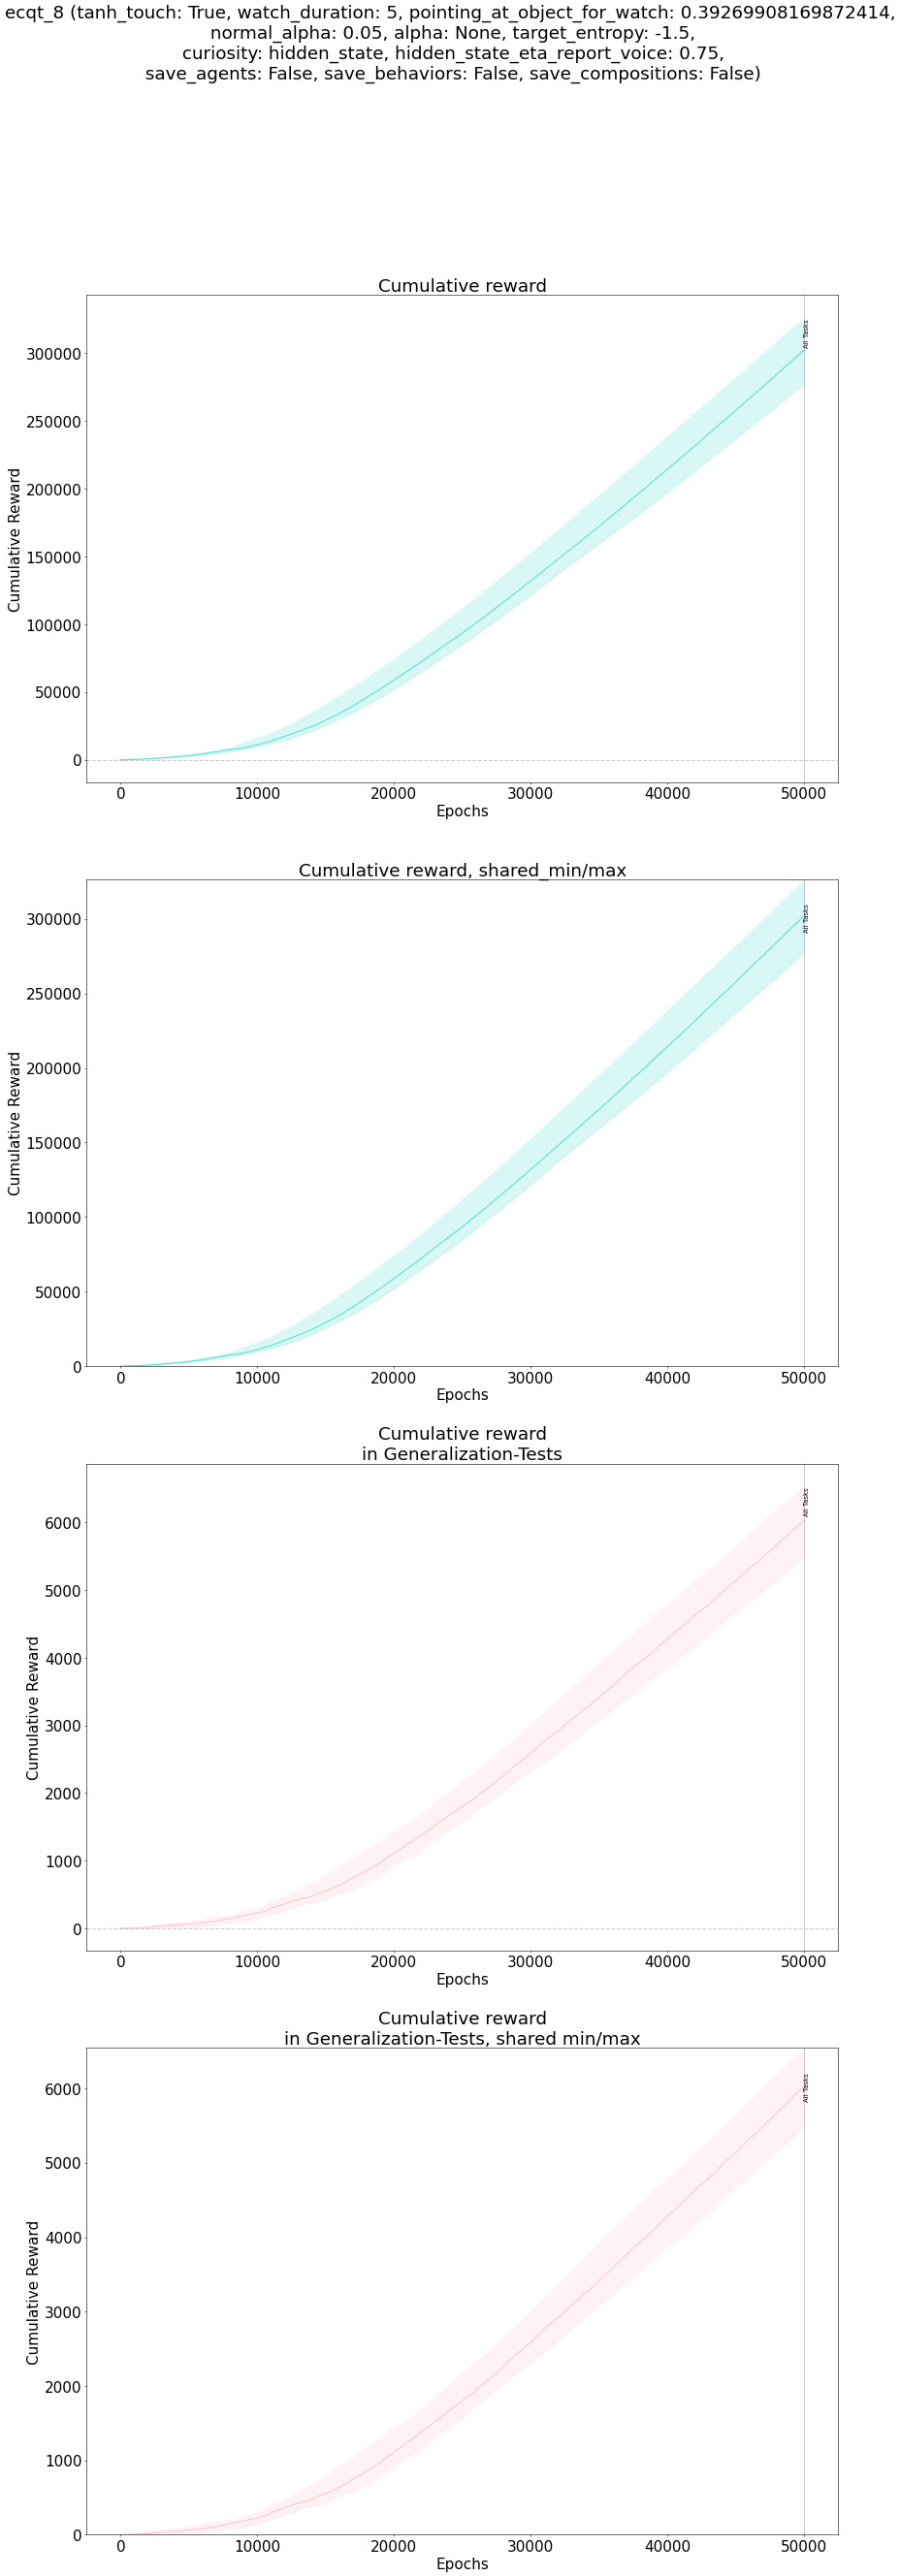 ecqt_8 (tanh_touch: True, watch_duration: 5, pointing_at_object_for_watch: 0.39269908169872414,
normal_alpha: 0.05, alpha: None, target_entropy: -1.5,
curiosity: hidden_state, hidden_state_eta_report_voice: 0.75,
save_agents: False, save_behaviors: False, save_compositions: False)
Cumulative reward
300000
250000
200000
150000
100000
50000
0
Cumulative Reward
All Tasks
0 10000 20000 30000 40000 50000
Epochs
Cumulative reward, shared_min/max
300000
250000
200000
150000
100000
50000
0
Cumulative Reward
All Tasks
0 10000 20000 30000 40000 50000
Epochs
Cumulative reward
in Generalization-Tests
6000
5000
4000
3000
2000
1000
0
Cumulative Reward
All Tasks
0 10000 20000 30000 40000 50000
Epochs
Cumulative reward
in Generalization-Tests, shared min/max
6000
5000
4000
3000
2000
1000
0
Cumulative Reward
All Tasks
0 10000 20000 30000 40000 50000
Epochs